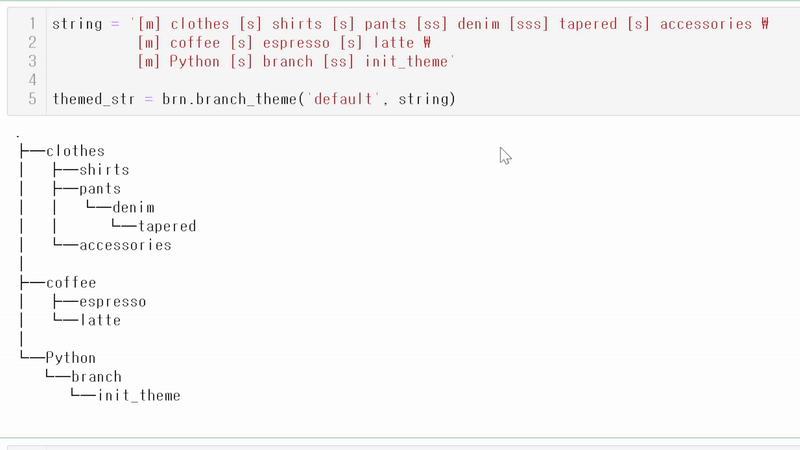 1 string = '[m] clothes [s] shirts [s] pants [ss] denim [sss] tapered [s] accessories ₩
2 [m] coffee [s] espresso [s] latte ₩
3 [m] Python [s] branch [ss] init_theme'
4
5 themed_str = brn.branch_theme('default', string)
.
├──clothes
│   ├──shirts
│   ├──pants
│   │   └──denim
│   │      └──tapered
│   └──accessories
│
├──coffee
│   ├──espresso
│   └──latte
│
└──Python
   └──branch
      └──init_theme